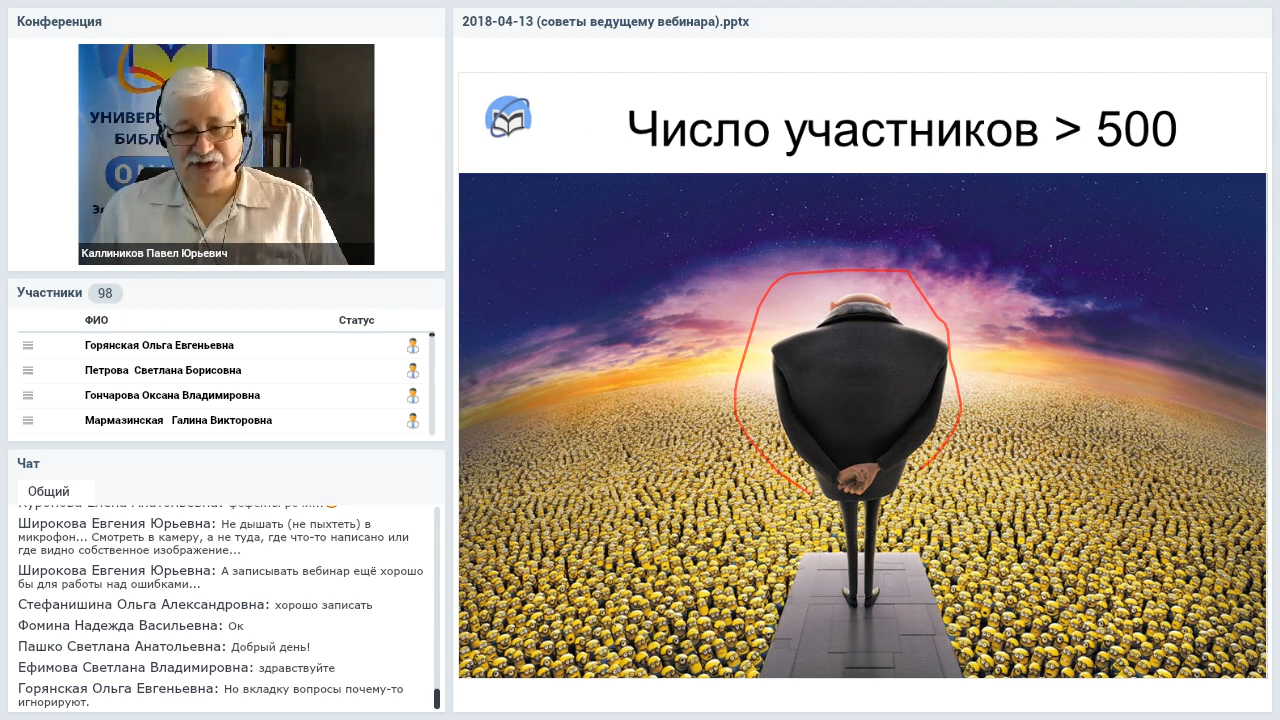 Конференция
УНИВЕР
БИБЛ
Каллиников Павел Юрьевич
Участники 98
ФИО Статус
Горянская Ольга Евгеньевна
Петрова Светлана Борисовна
Гончарова Оксана Владимировна
Мармазинская Галина Викторовна
Чат
Общий
Широкова Евгения Юрьевна: Не дышать (не пыхтеть) в
микрофон... Смотреть в камеру, а не туда, где что-то написано или
где видно собственное изображение...
Широкова Евгения Юрьевна: А записывать вебинар ещё хорошо
бы для работы над ошибками...
Стефанишина Ольга Александровна: хорошо записать
Фомина Надежда Васильевна: Ок
Пашко Светлана Анатольевна: Добрый день!
Ефимова Светлана Владимировна: здравствуйте
Горянская Ольга Евгеньевна: Но вкладку вопросы почему-то
игнорируют.
2018-04-13 (советы ведущему вебинара).pptx
Число участников > 500